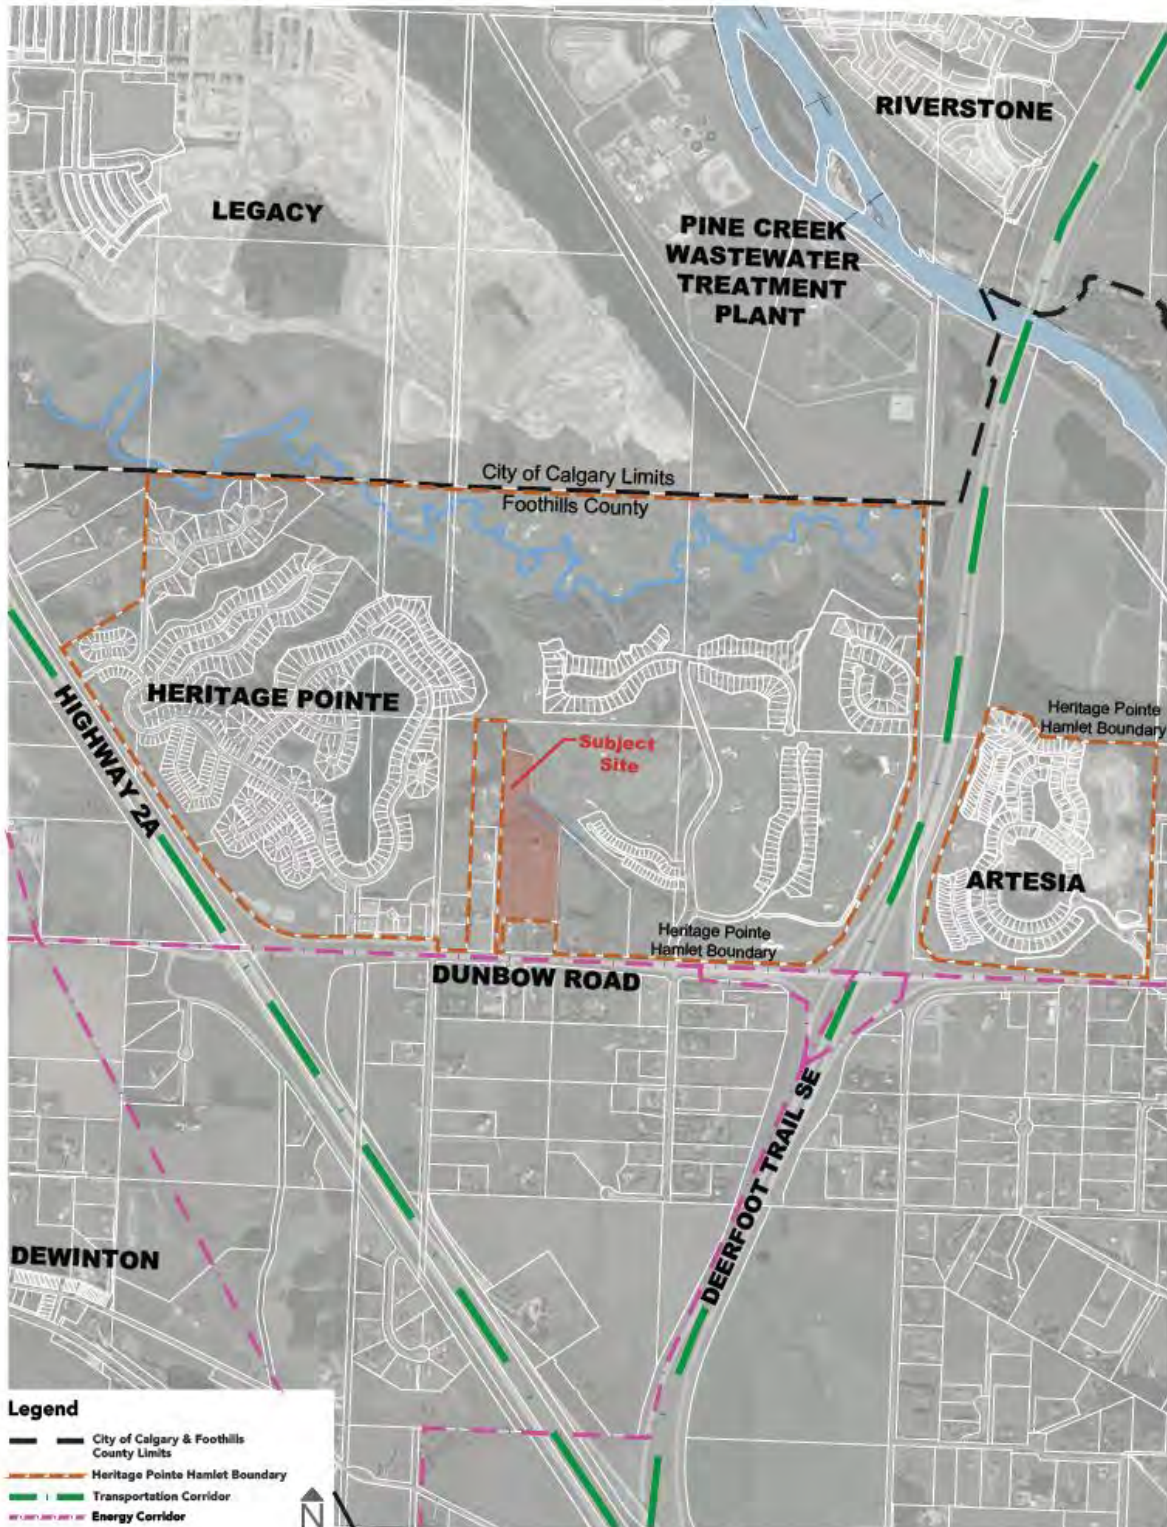 RIVERSTONE
LEGACY
PINE CREEK
WASTEWATER
TREATMENT
PLANT
City of Calgary Limits
Foothills County
HERITAGE POINTE
HIGHWAY 2A
Subject
Site
Heritage Pointe
Hamlet Boundary
ARTESIA
Heritage Pointe
Hamlet Boundary
DUNBOW ROAD
DEERFOOT TRAIL SE
DEWINTON
Legend
City of Calgary & Foothills
County Limits
Heritage Pointe Hamlet Boundary
Transportation Corridor
Energy Corridor
N